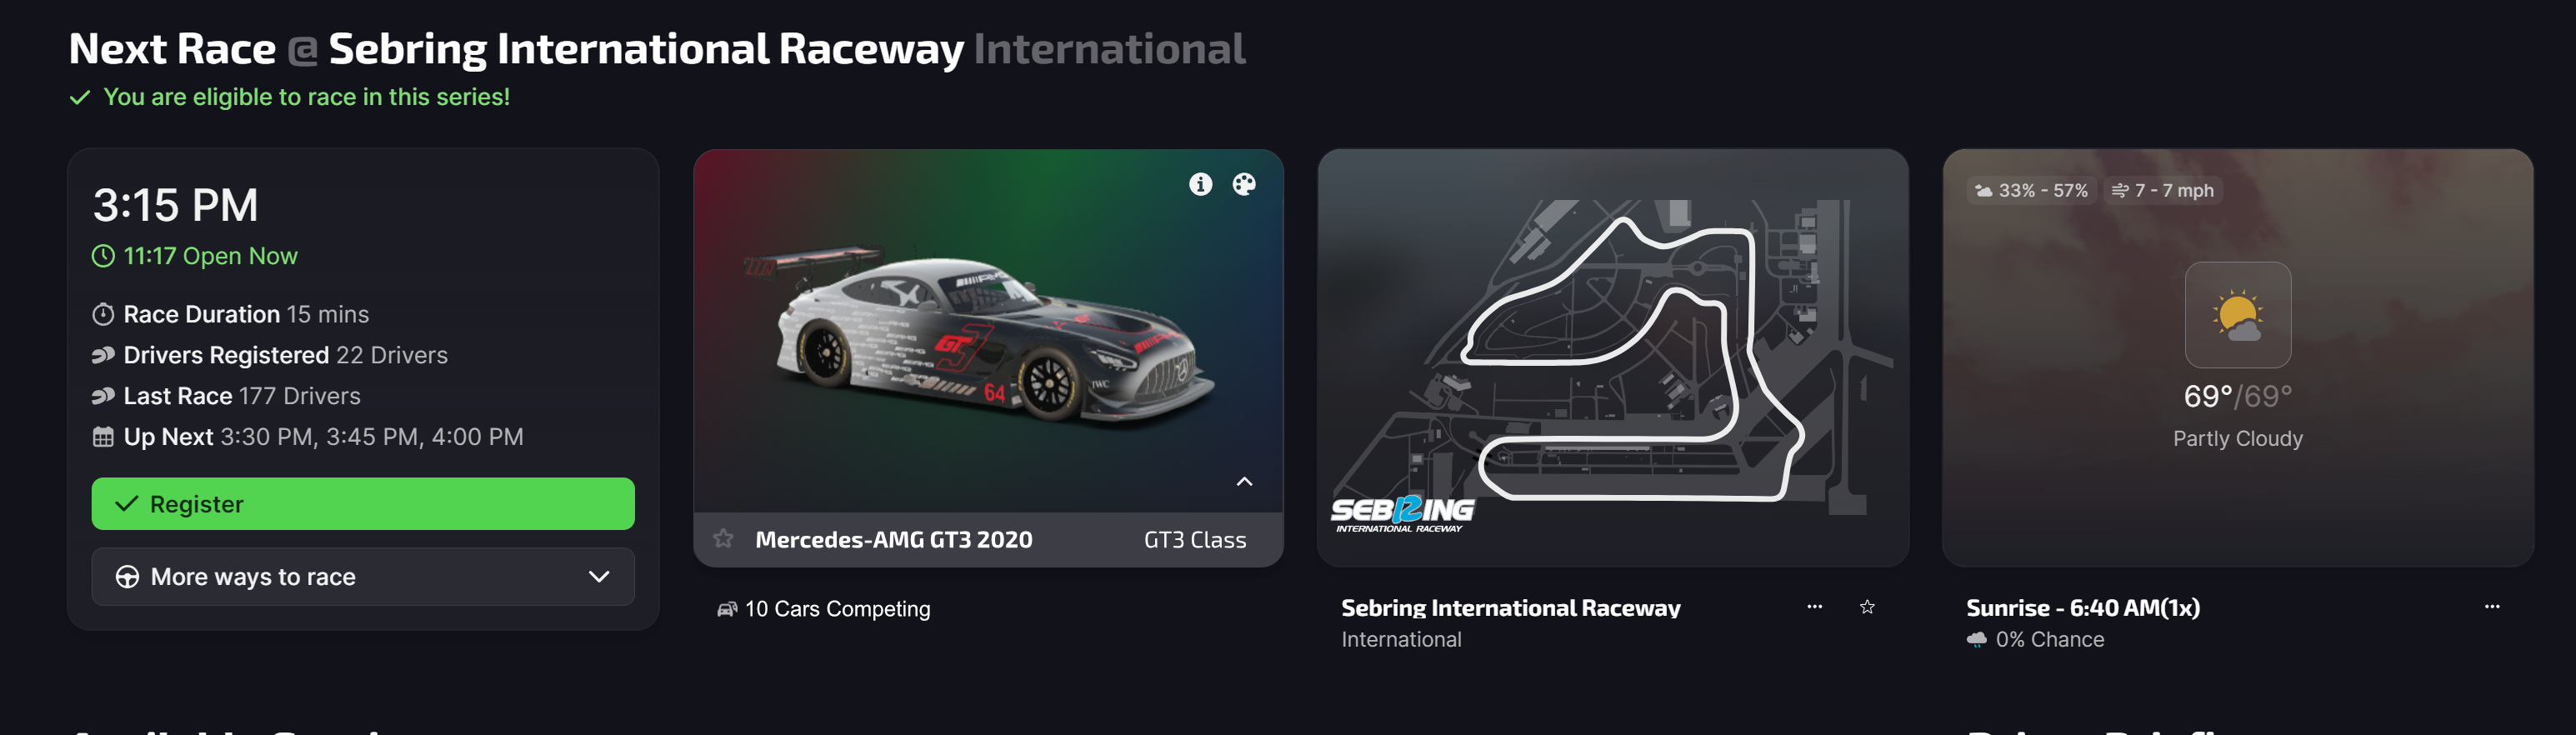 Next Race @ Sebring International Raceway International
You are eligible to race in this series!
3:15 PM
11:17 Open Now
Race Duration 15 mins
Drivers Registered 22 Drivers
Last Race 177 Drivers
Up Next 3:30 PM, 3:45 PM, 4:00 PM
Register
More ways to race
GT3
64
IWC
Mercedes-AMG GT3 2020
GT3 Class
10 Cars Competing
SEB12ING
INTERNATIONAL RACEWAY
Sebring International Raceway
International
33% - 57%
7 - 7 mph
69°/69°
Partly Cloudy
Sunrise - 6:40 AM(1x)
0% Chance